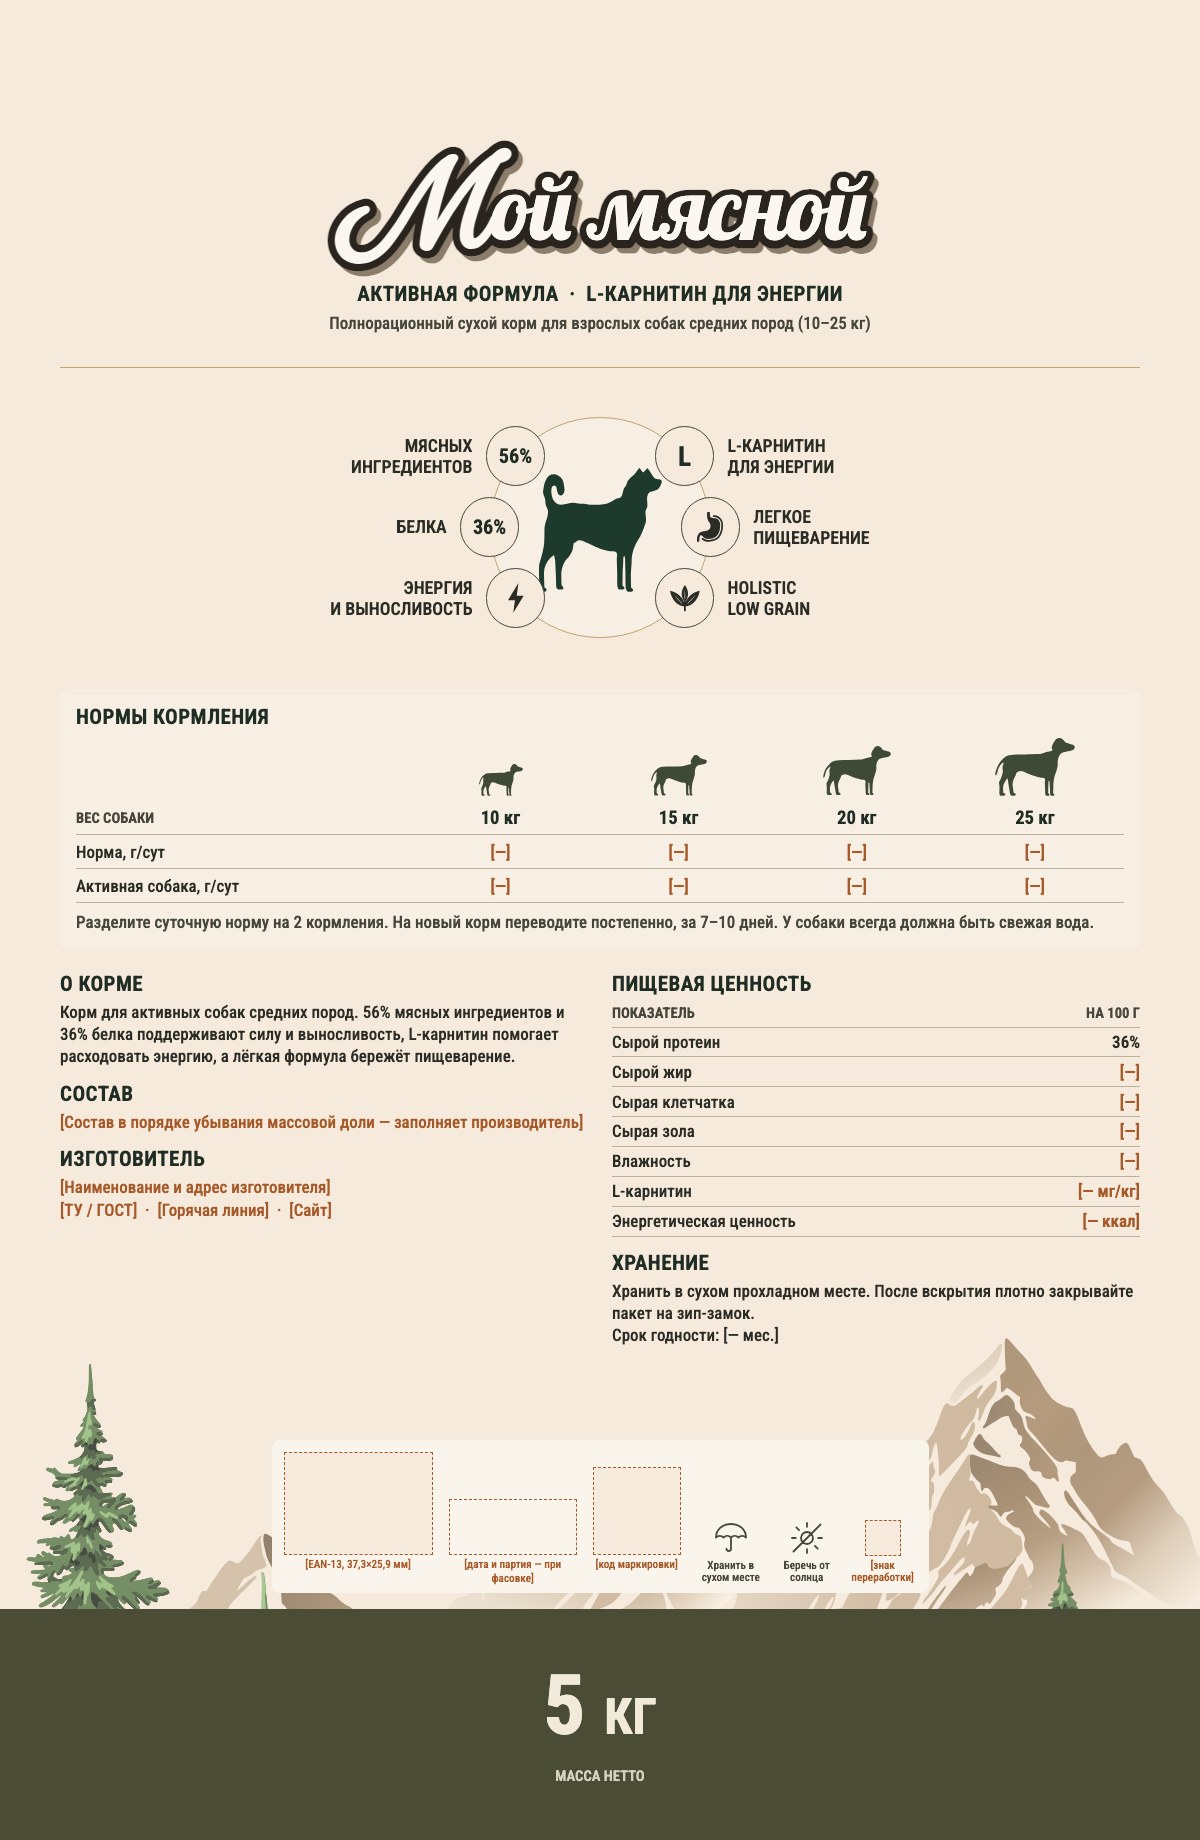 Мой мясной
АКТИВНАЯ ФОРМУЛА · L-КАРНИТИН ДЛЯ ЭНЕРГИИ
Полнорационный сухой корм для взрослых собак средних пород (10–25 кг)
МЯСНЫХ
ИНГРЕДИЕНТОВ
56%
L
L-КАРНИТИН
ДЛЯ ЭНЕРГИИ
БЕЛКА
36%
ЛЕГКОЕ
ПИЩЕВАРЕНИЕ
ЭНЕРГИЯ
И ВЫНОСЛИВОСТЬ
HOLISTIC
LOW GRAIN
НОРМЫ КОРМЛЕНИЯ
ВЕС СОБАКИ 10 кг 15 кг 20 кг 25 кг
Норма, г/сут [—] [—] [—] [—]
Активная собака, г/сут [—] [—] [—] [—]
Разделите суточную норму на 2 кормления. На новый корм переводите постепенно, за 7–10 дней. У собаки всегда должна быть свежая вода.
О КОРМЕ
Корм для активных собак средних пород. 56% мясных ингредиентов и
36% белка поддерживают силу и выносливость, L-карнитин помогает
расходовать энергию, а лёгкая формула бережёт пищеварение.
СОСТАВ
[Состав в порядке убывания массовой доли — заполняет производитель]
ИЗГОТОВИТЕЛЬ
[Наименование и адрес изготовителя]
[ТУ / ГОСТ] · [Горячая линия] · [Сайт]
ПИЩЕВАЯ ЦЕННОСТЬ
ПОКАЗАТЕЛЬ НА 100 Г
Сырой протеин 36%
Сырой жир [—]
Сырая клетчатка [—]
Сырая зола [—]
Влажность [—]
L-карнитин [— мг/кг]
Энергетическая ценность [— ккал]
ХРАНЕНИЕ
Хранить в сухом прохладном месте. После вскрытия плотно закрывайте
пакет на зип-замок.
Срок годности: [— мес.]
[EAN-13, 37,3×25,9 мм]
[дата и партия — при
фасовке]
[код маркировки]
Хранить в
сухом месте
Беречь от
солнца
[знак
переработки]
5 кг
МАССА НЕТТО